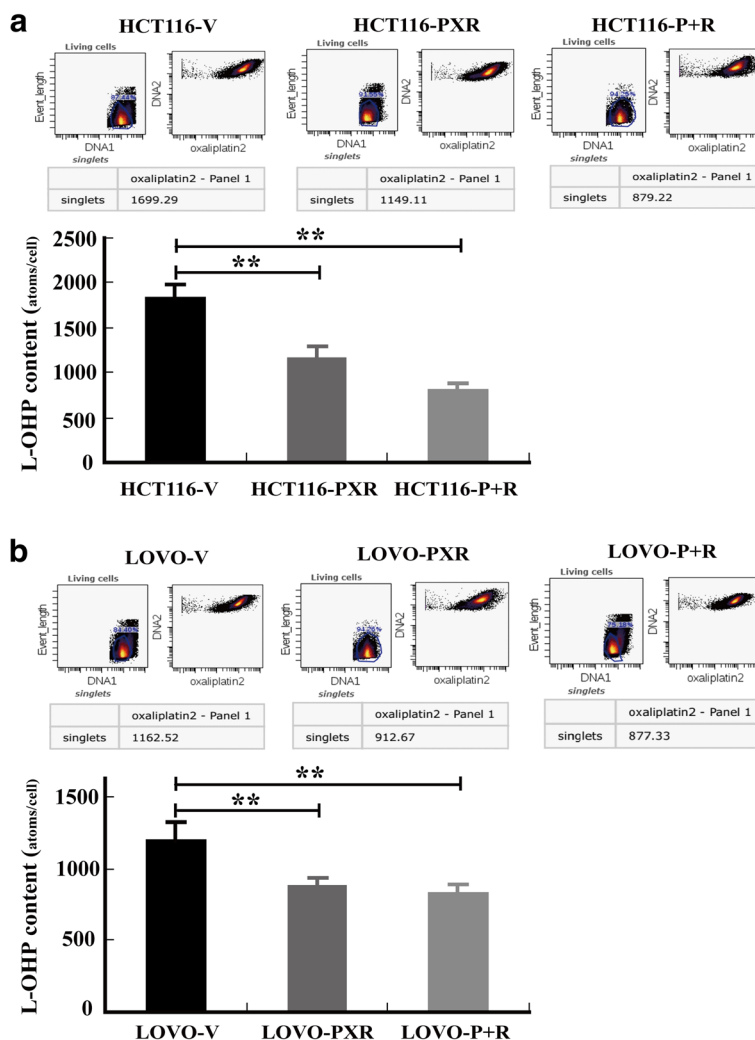 a
HCT116-V
HCT116-PXR
HCT116-P+R
Living cells
Event_length
DNA1
singlets
DNA2
oxaliplatin2
Living cells
Event_length
DNA1
singlets
DNA2
oxaliplatin2
Living cells
Event_length
DNA1
singlets
DNA2
oxaliplatin2
oxaliplatin2 - Panel 1
singlets 1699.29
oxaliplatin2 - Panel 1
singlets 1149.11
oxaliplatin2 - Panel 1
singlets 879.22
L-OHP content (atoms/cell)
2500
2000
1500
1000
500
0
**
**
HCT116-V HCT116-PXR HCT116-P+R
b
LOVO-V
LOVO-PXR
LOVO-P+R
Living cells
Event_length
DNA1
singlets
DNA2
oxaliplatin2
Living cells
Event_length
DNA1
singlets
DNA2
oxaliplatin2
Living cells
Event_length
DNA1
singlets
DNA2
oxaliplatin2
oxaliplatin2 - Panel 1
singlets 1162.52
oxaliplatin2 - Panel 1
singlets 912.67
oxaliplatin2 - Panel 1
singlets 877.33
L-OHP content (atoms/cell)
1500
1000
500
0
**
**
LOVO-V LOVO-PXR LOVO-P+R